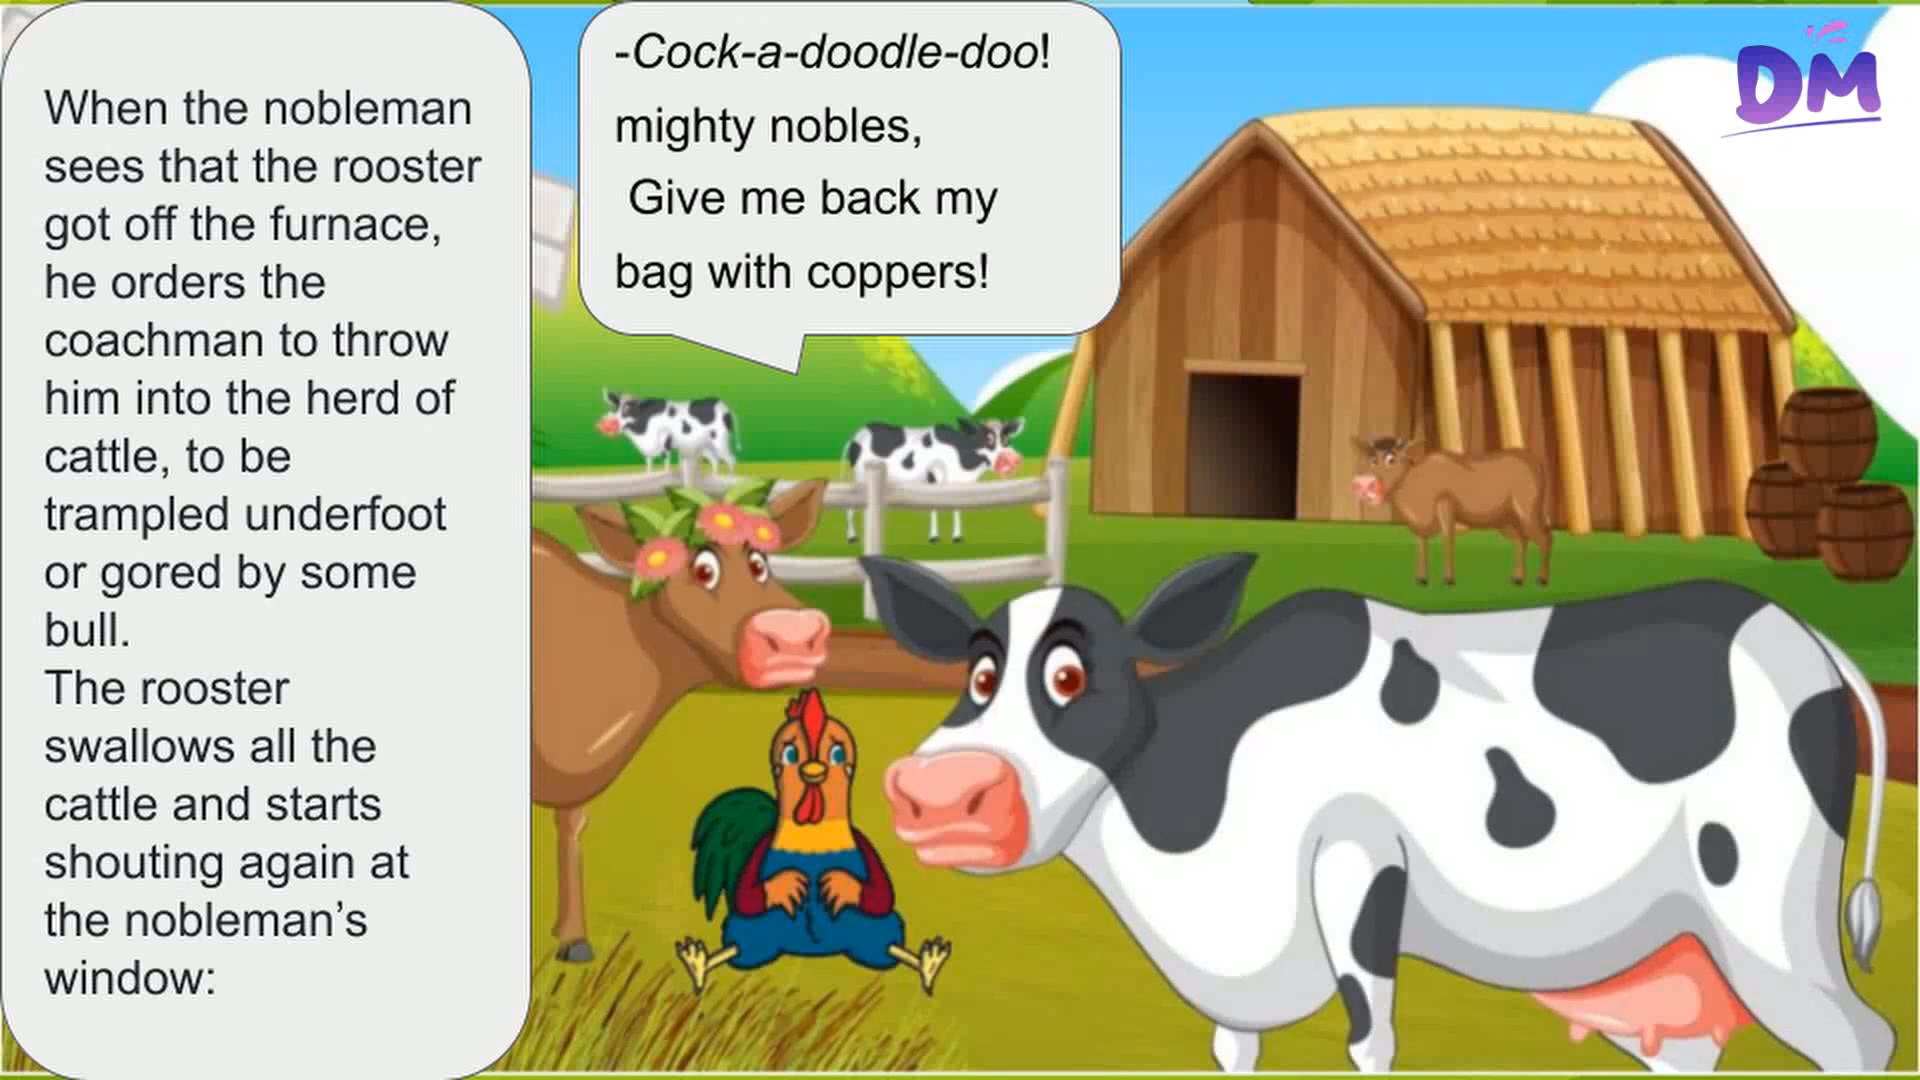 When the nobleman
sees that the rooster
got off the furnace,
he orders the
coachman to throw
him into the herd of
cattle, to be
trampled underfoot
or gored by some
bull.
The rooster
swallows all the
cattle and starts
shouting again at
the nobleman’s
window:
-Cock-a-doodle-doo!
mighty nobles,
Give me back my
bag with coppers!
DM